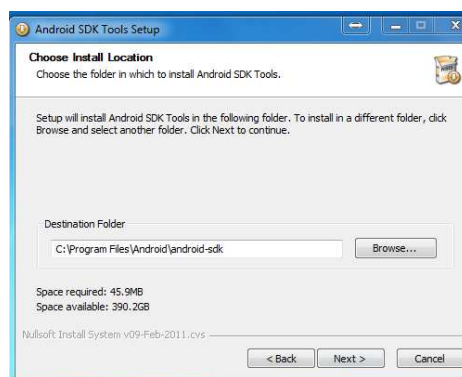 Android SDK Tools Setup
Choose Install Location
Choose the folder in which to install Android SDK Tools.
Setup will install Android SDK Tools in the following folder. To install in a different folder, click
Browse and select another folder. Click Next to continue.
Destination Folder
C:\Program Files\Android\android-sdk
Browse...
Space required: 45.9MB
Space available: 390.2GB
Nullsoft Install System v09-Feb-2011.cvs
< Back
Next >
Cancel